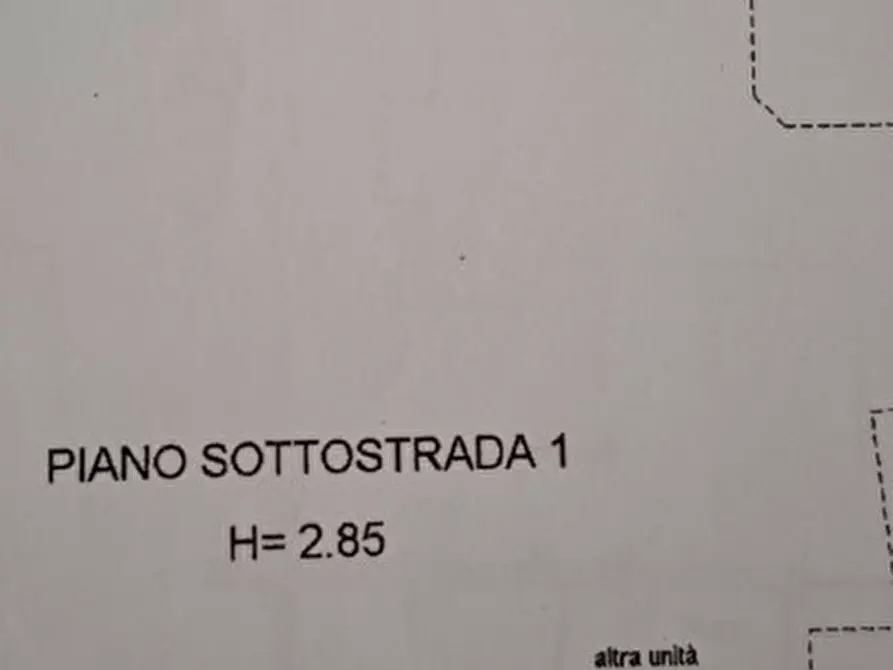 PIANO SOTTOSTRADA 1
H= 2.85
altra unità